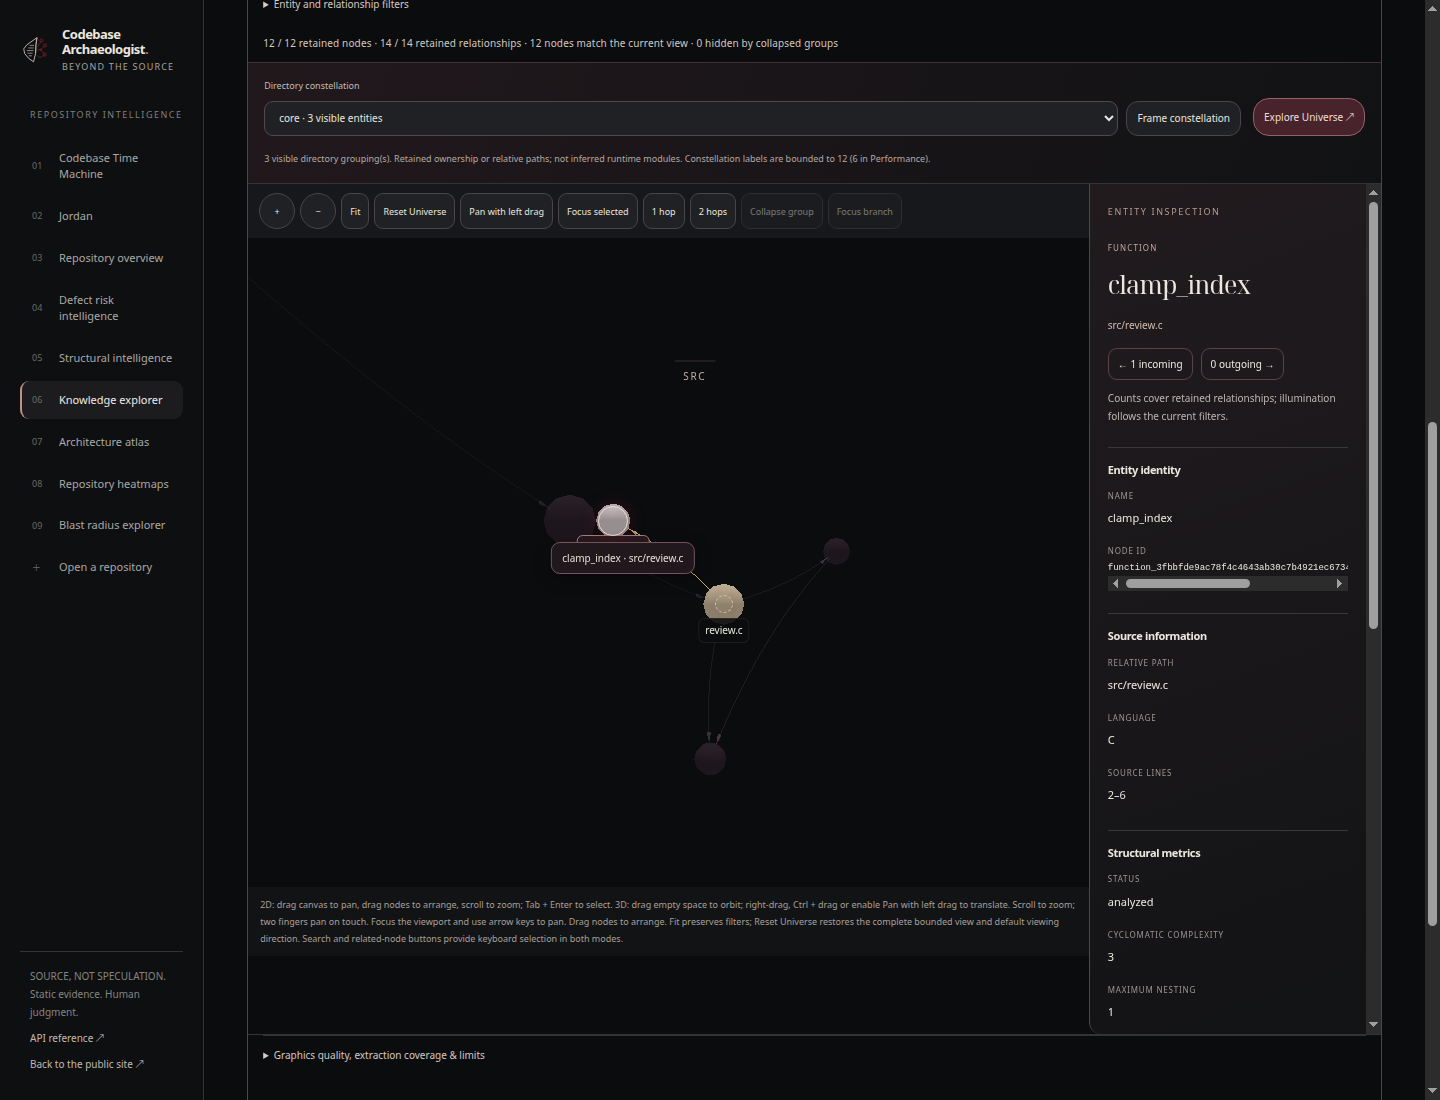 Codebase
Archaeologist.
BEYOND THE SOURCE
REPOSITORY INTELLIGENCE
01 Codebase Time
Machine
02 Jordan
03 Repository overview
04 Defect risk
intelligence
05 Structural intelligence
06 Knowledge explorer
07 Architecture atlas
08 Repository heatmaps
09 Blast radius explorer
+ Open a repository
SOURCE, NOT SPECULATION.
Static evidence. Human
judgment.
API reference ↗
Back to the public site ↗
▶ Entity and relationship filters
12 / 12 retained nodes · 14 / 14 retained relationships · 12 nodes match the current view · 0 hidden by collapsed groups
Directory constellation
core · 3 visible entities
Frame constellation
Explore Universe ↗
3 visible directory grouping(s). Retained ownership or relative paths; not inferred runtime modules. Constellation labels are bounded to 12 (6 in Performance).
+ − Fit Reset Universe Pan with left drag Focus selected 1 hop 2 hops Collapse group Focus branch
SRC
clamp_index · src/review.c
review.c
2D: drag canvas to pan, drag nodes to arrange, scroll to zoom; Tab + Enter to select. 3D: drag empty space to orbit; right-drag, Ctrl + drag or enable Pan with left drag to translate. Scroll to zoom;
two fingers pan on touch. Focus the viewport and use arrow keys to pan. Drag nodes to arrange. Fit preserves filters; Reset Universe restores the complete bounded view and default viewing
direction. Search and related-node buttons provide keyboard selection in both modes.
ENTITY INSPECTION
FUNCTION
clamp_index
src/review.c
← 1 incoming
0 outgoing →
Counts cover retained relationships; illumination
follows the current filters.
Entity identity
NAME
clamp_index
NODE ID
function_3fbbfde9ac78f4c4643ab30c7b4921ec6734
Source information
RELATIVE PATH
src/review.c
LANGUAGE
C
SOURCE LINES
2–6
Structural metrics
STATUS
analyzed
CYCLOMATIC COMPLEXITY
3
MAXIMUM NESTING
1
▶ Graphics quality, extraction coverage & limits